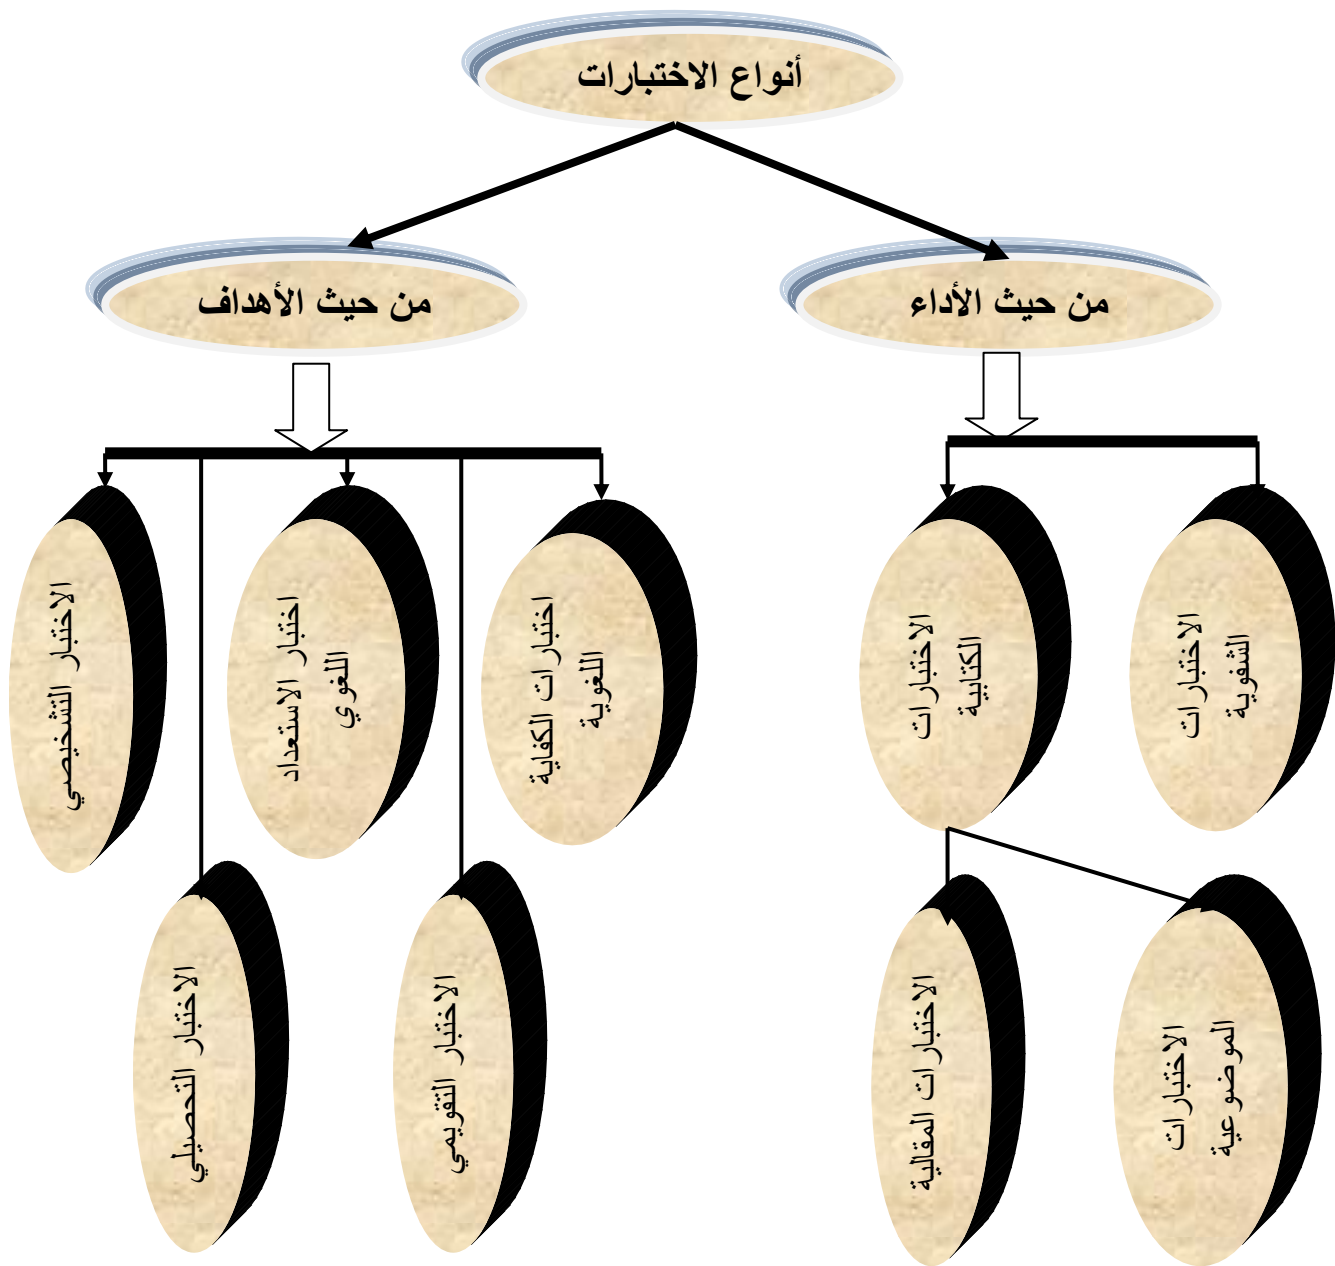 أنواع الاختبارات
من حيث الأداء
من حيث الأهداف
الاختبارات
الشفوية
الاختبارات
الكتابية
اختبارات الكفاية
اللغوية
اختبار الاستعداد
اللغوي
الاختبار التشخيصي
الاختبارات
الموضوعية
الاختبارات المقالية
الاختبار التقويمي
الاختبار التحصيلي